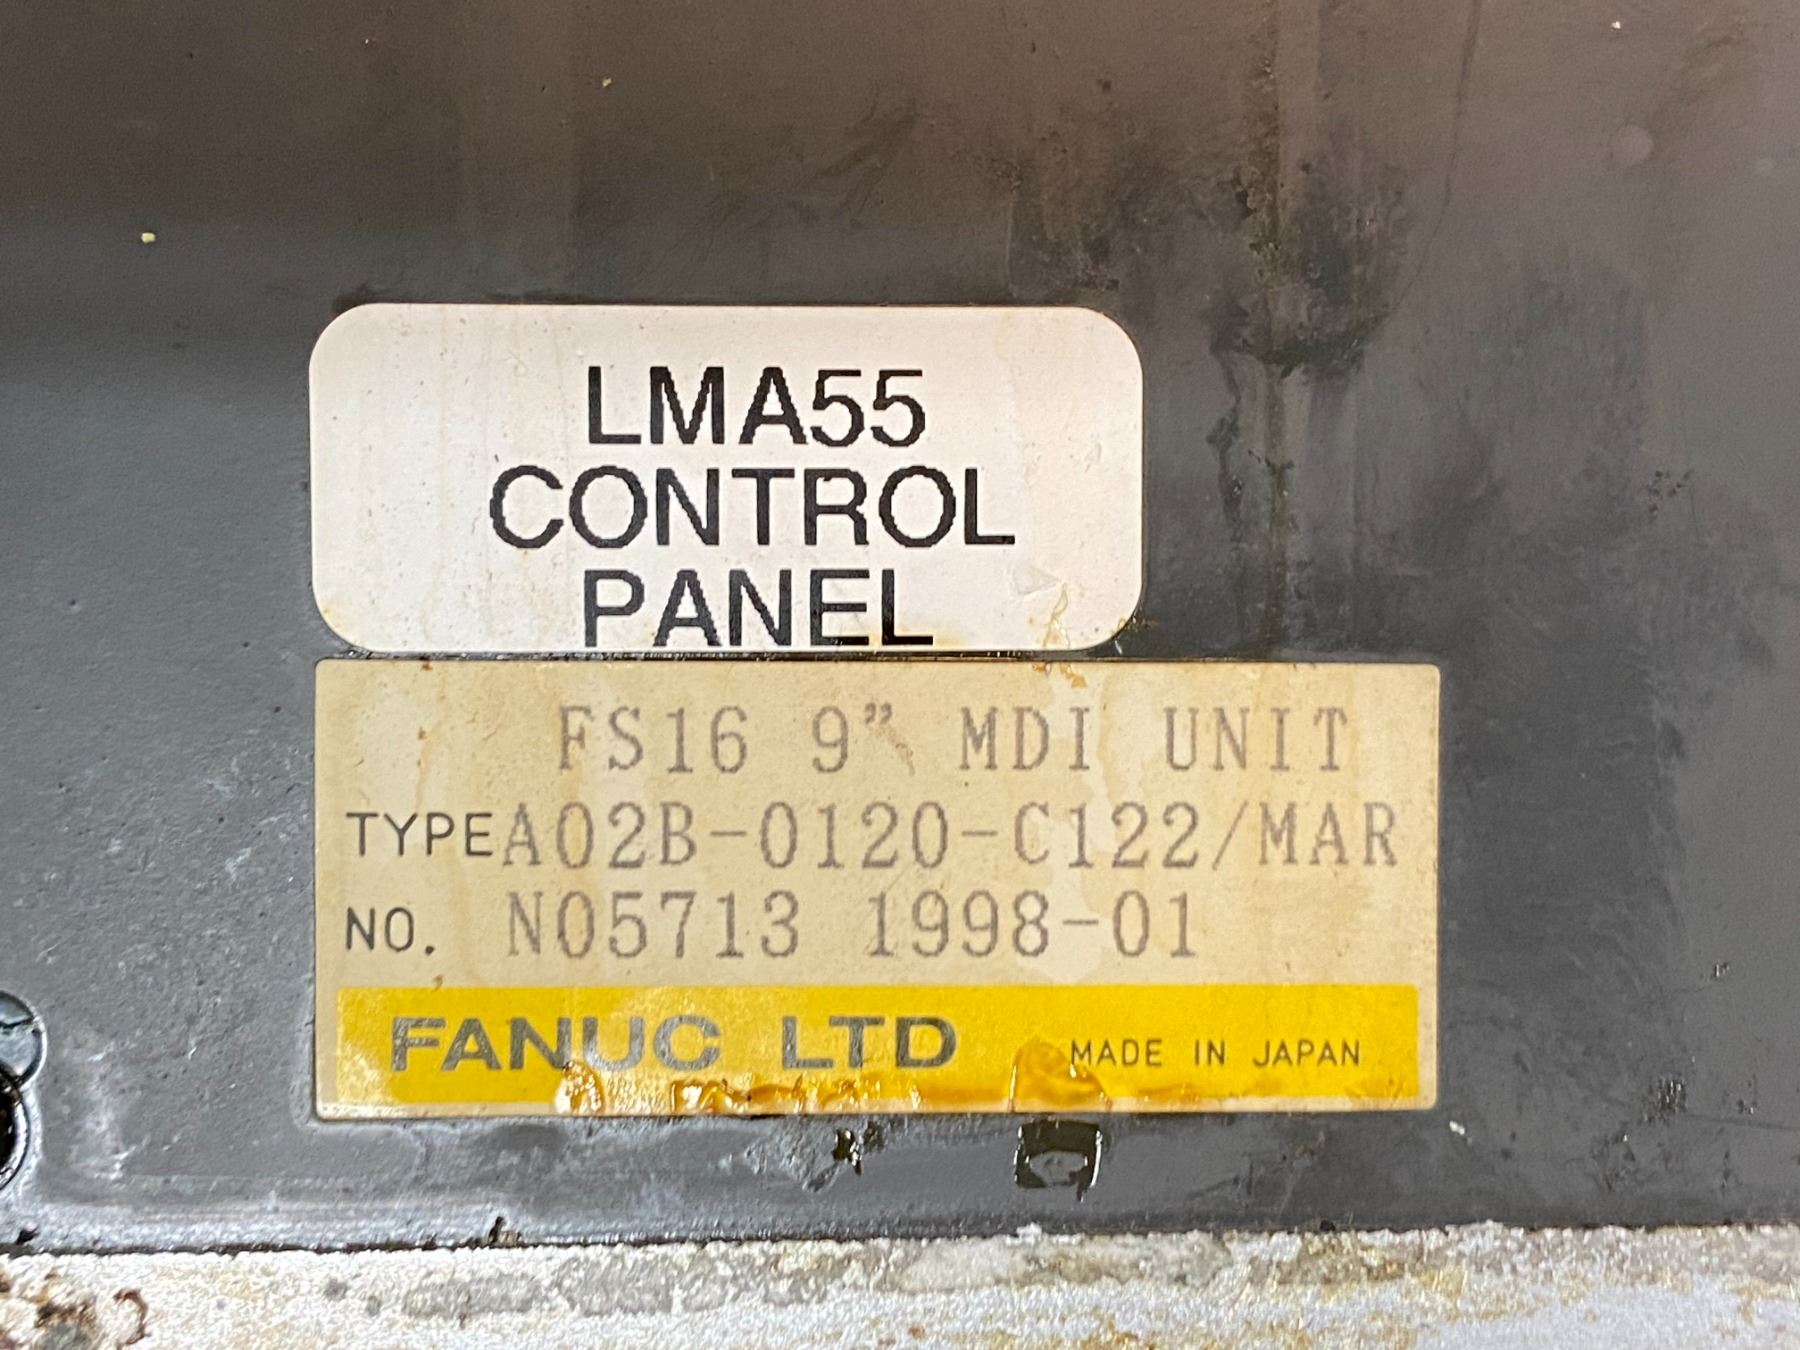 LMA55
CONTROL
PANEL
FS16 9" MDI UNIT
TYPE A02B-0120-C122/MAR
NO. N05713 1998-01
FANUC LTD MADE IN JAPAN